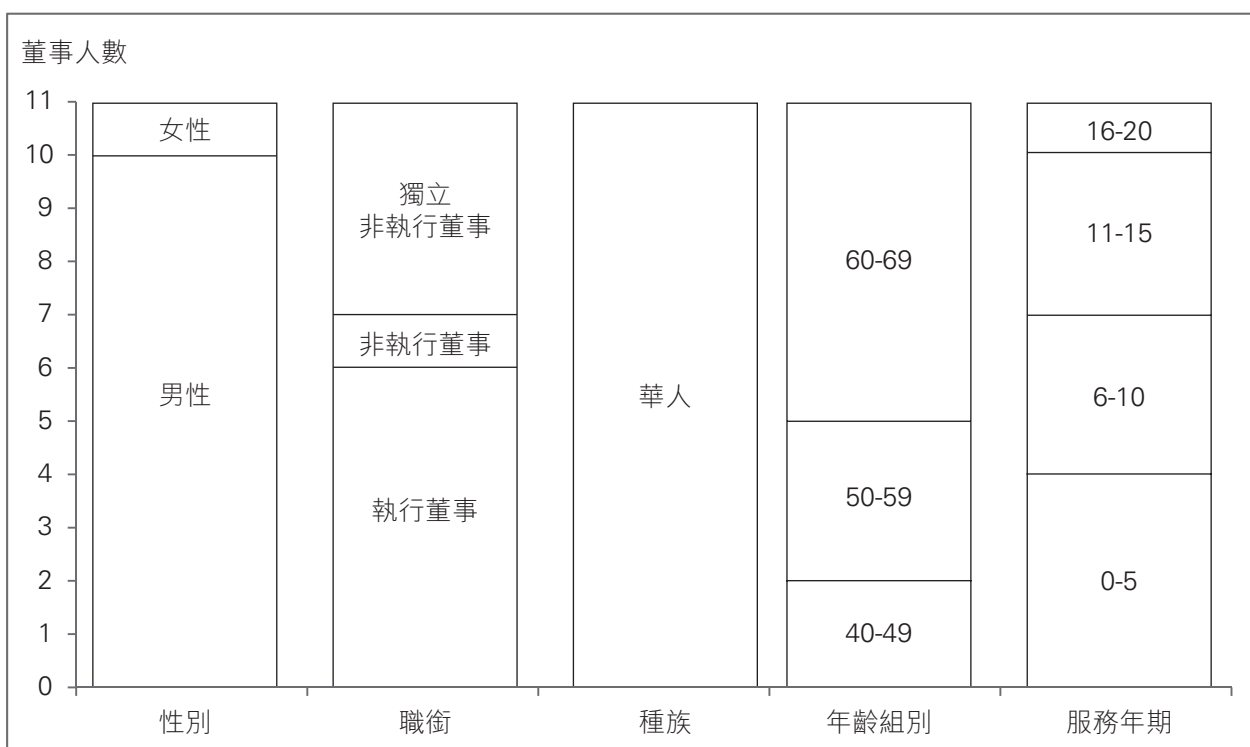 董事人數
11
10
9
8
7
6
5
4
3
2
1
0
女性
男性
獨立
非執行董事
非執行董事
執行董事
華人
60-69
50-59
40-49
16-20
11-15
6-10
0-5
性別
職銜
種族
年齡組別
服務年期